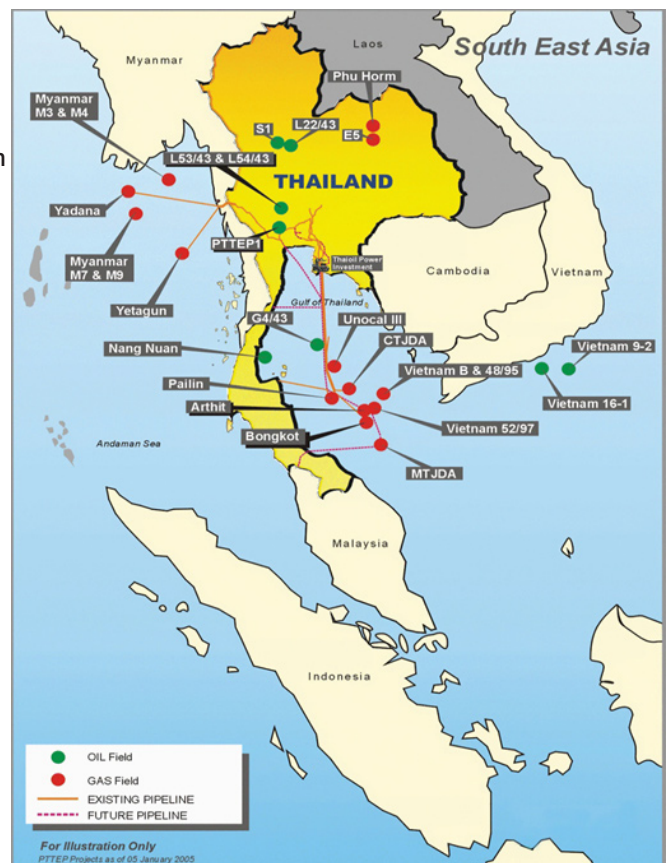 South East Asia
Laos
Myanmar
Phu Horm
Myanmar
M3 & M4
S1
L22/43
E5
L53/43 & L54/43
THAILAND
Yadana
PTTEP1
Myanmar
M7 & M9
Thaioil Power
Investment
Cambodia
Vietnam
Yetagun
Gulf of Thailand
G4/43
Unocal III
CTJDA
Nang Nuan
Vietnam 9-2
Vietnam B & 48/95
Vietnam 16-1
Pailin
Arthit
Vietnam 52/97
Bongkot
Andaman Sea
MTJDA
Malaysia
Indonesia
OIL Field
GAS Field
EXISTING PIPELINE
FUTURE PIPELINE
For Illustration Only
PTTEP Projects as of 05 January 2005